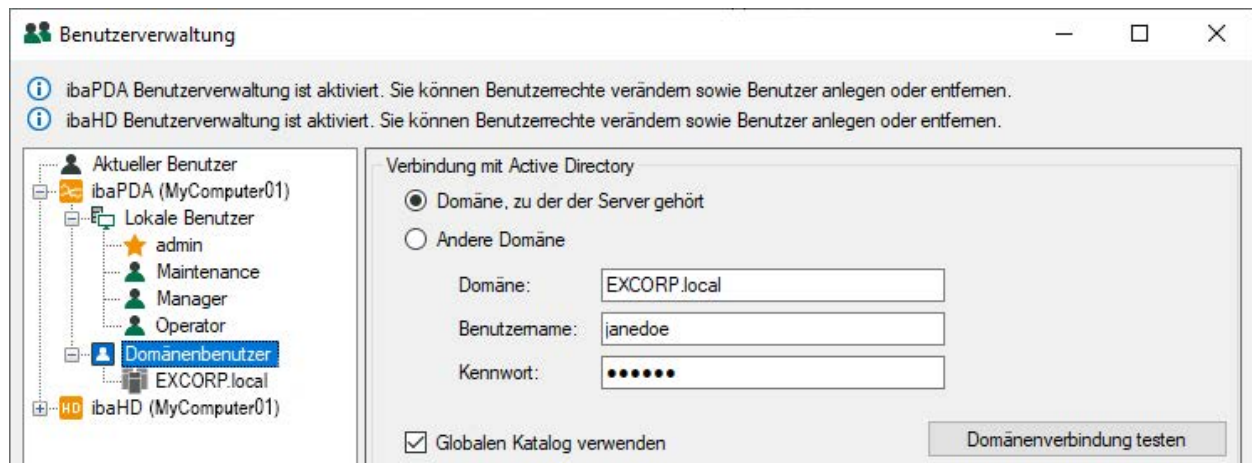 Benutzerverwaltung
ibaPDA Benutzerverwaltung ist aktiviert. Sie können Benutzerrechte verändern sowie Benutzer anlegen oder entfernen.
ibaHD Benutzerverwaltung ist aktiviert. Sie können Benutzerrechte verändern sowie Benutzer anlegen oder entfernen.
Aktueller Benutzer
ibaPDA (MyComputer01)
Lokale Benutzer
admin
Maintenance
Manager
Operator
Domänenbenutzer
EXCORP.local
HD ibaHD (MyComputer01)
Verbindung mit Active Directory
Domäne, zu der der Server gehört
Andere Domäne
Domäne: EXCORP.local
Benutzername: janedoe
Kennwort: ●●●●●●
Globalen Katalog verwenden
Domänenverbindung testen